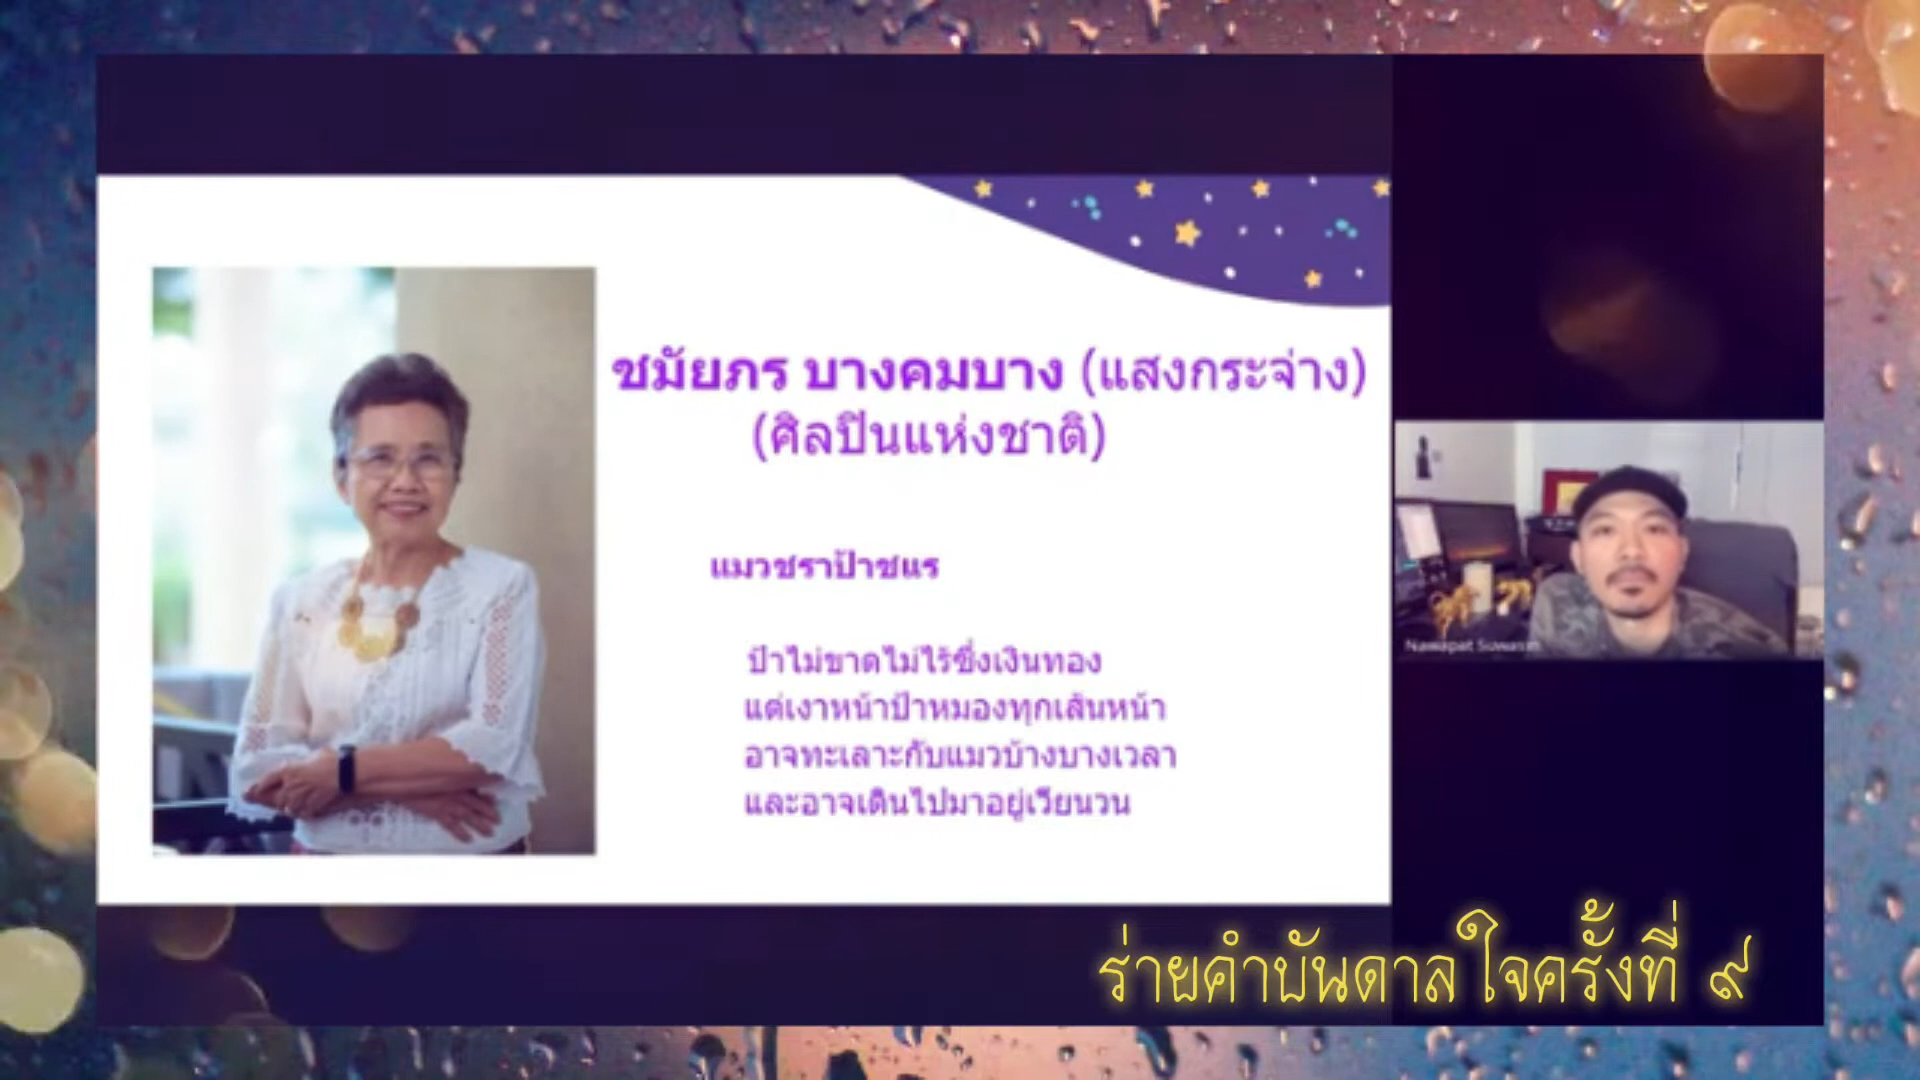 ชมัยภร บางคมบาง (แสงกระจ่าง)
(ศิลปินแห่งชาติ)
แมวชราป้าชแร
ป้าไม่ขาดไม่ไร้ซึ่งเงินทอง
แต่เงาหน้าป้าหมองทุกเส้นหน้า
อาจทะเลาะกับแมวบ้างบางเวลา
และอาจเดินไปมาอยู่เวียนวน
Nawapat Suwasin
ร่ายคำบันดาลใจครั้งที่ ๙